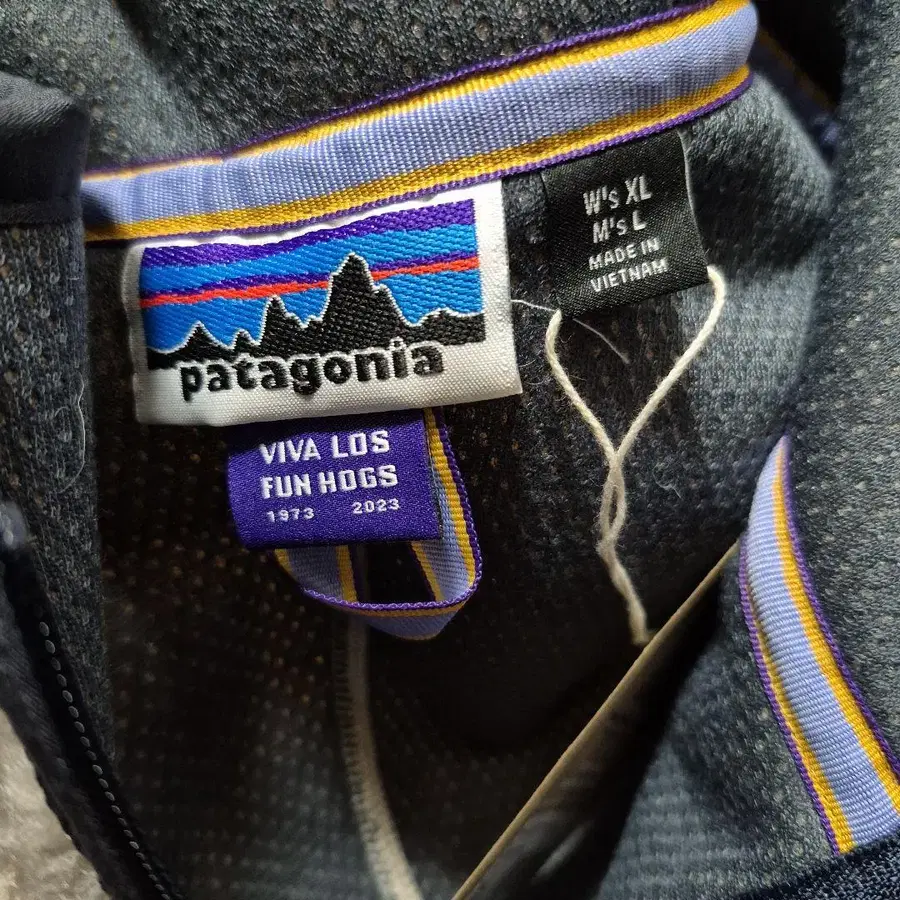 patagonia
VIVA LOS
FUN HOGS
1973 2023
W's XL
M's L
MADE IN
VIETNAM